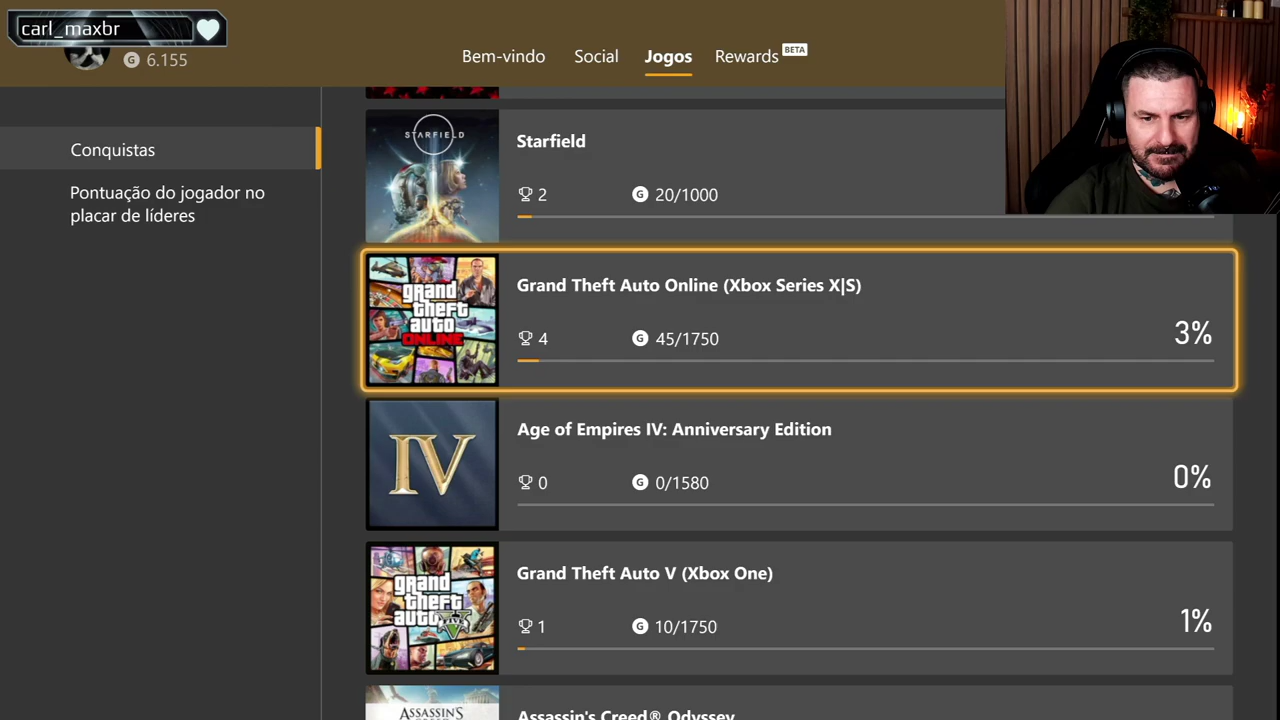 carl_maxbr
G 6.155
Bem-vindo
Social
Jogos
Rewards BETA
Conquistas
Pontuação do jogador no
placar de líderes
STARFIELD
Starfield
2
G 20/1000
grand
theft
auto
ONLINE
Grand Theft Auto Online (Xbox Series X|S)
4
G 45/1750
3%
IV
Age of Empires IV: Anniversary Edition
0
G 0/1580
0%
grand
theft
auto
V
FIVE
Grand Theft Auto V (Xbox One)
1
G 10/1750
1%
ASSASSIN'S
CREED
Assassin's Creed® Odyssey